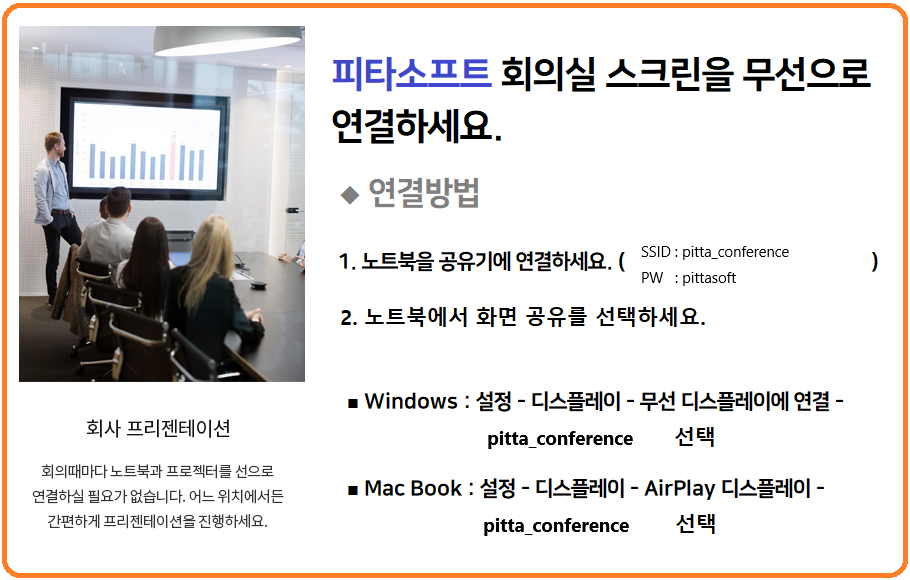 피타소프트 회의실 스크린을 무선으로
연결하세요.
◆ 연결방법
1. 노트북을 공유기에 연결하세요. ( SSID : pitta_conference )
PW : pittasoft
2. 노트북에서 화면 공유를 선택하세요.
■ Windows : 설정 - 디스플레이 - 무선 디스플레이에 연결 -
pitta_conference 선택
■ Mac Book : 설정 - 디스플레이 - AirPlay 디스플레이 -
pitta_conference 선택
회사 프리젠테이션
회의때마다 노트북과 프로젝터를 선으로
연결하실 필요가 없습니다. 어느 위치에서든
간편하게 프리젠테이션을 진행하세요.